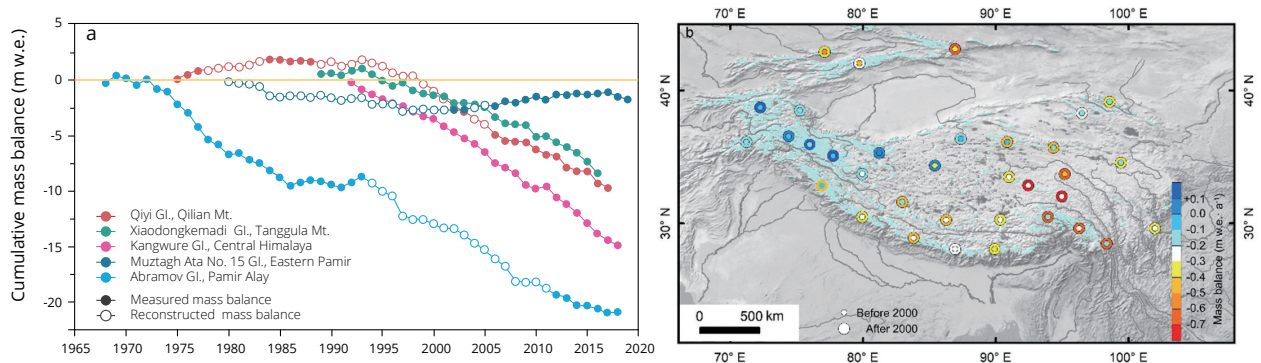 Cumulative mass balance (m w.e.)
5
0
-5
-10
-15
-20
a
Qiyi Gl., Qilian Mt.
Xiaodongkemadi Gl., Tanggula Mt.
Kangwure Gl., Central Himalaya
Muztagh Ata No. 15 Gl., Eastern Pamir
Abramov Gl., Pamir Alay
Measured mass balance
Reconstructed mass balance
1965 1970 1975 1980 1985 1990 1995 2000 2005 2010 2015 2020
70° E 80° E 90° E 100° E
b
40° N
30° N
40° N
30° N
+0.1
0.0
-0.1
-0.2
-0.3
-0.4
-0.5
-0.6
-0.7
Mass balance (m w.e. a⁻¹)
0 500 km
Before 2000
After 2000
70° E 80° E 90° E 100° E